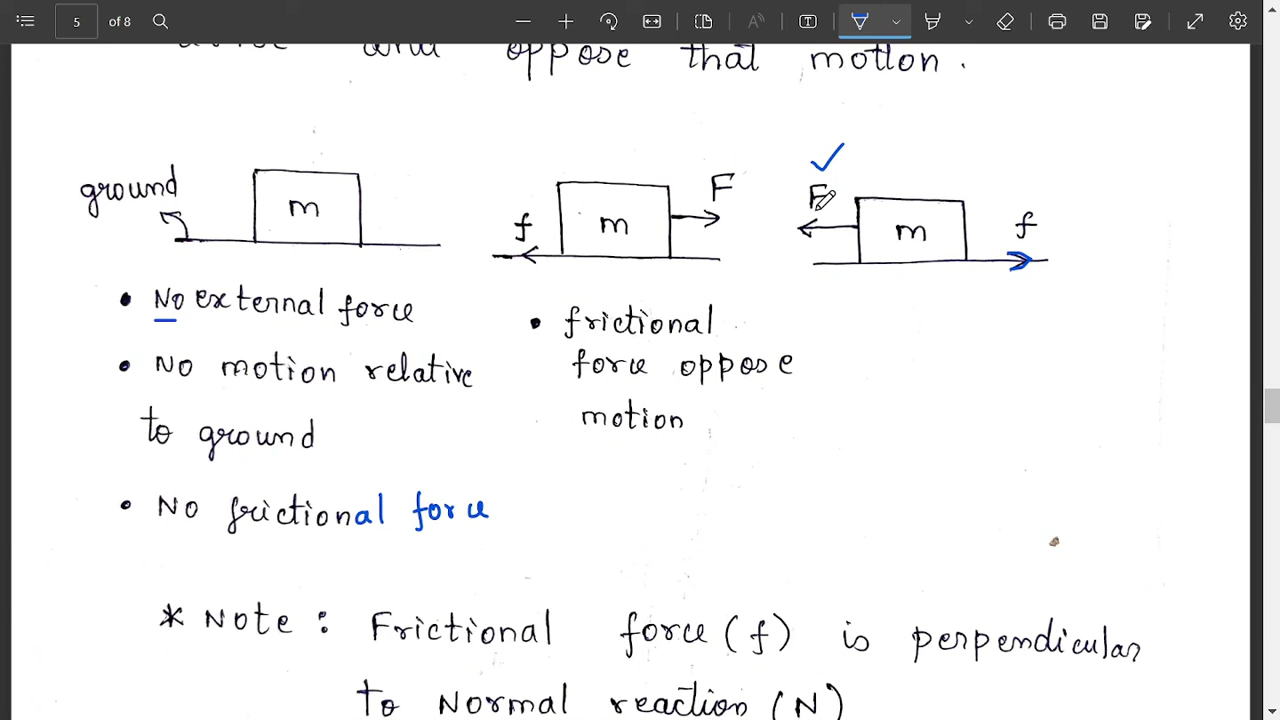 5 of 8
and oppose that motion.
ground
m
f
m
F
F
m
f
• No external force
• No motion relative
to ground
• No frictional force
• frictional
force oppose
motion
* Note : Frictional force (f) is perpendicular
to Normal reaction (N)